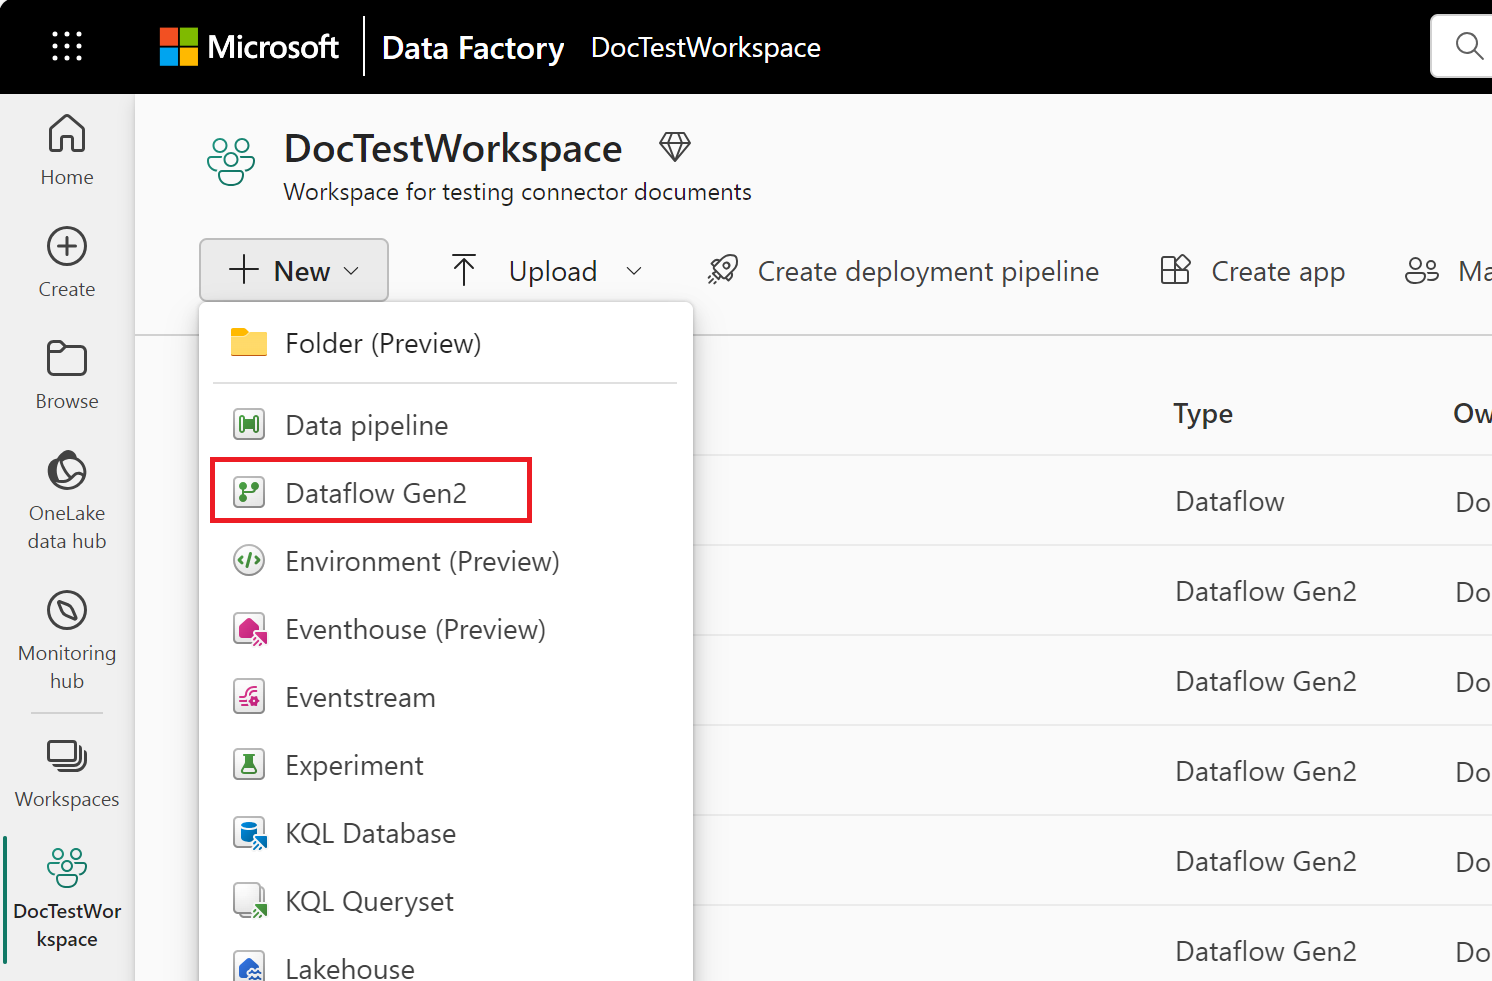 Microsoft Data Factory DocTestWorkspace
Home
Create
Browse
OneLake
data hub
Monitoring
hub
Workspaces
DocTestWor
kspace
DocTestWorkspace
Workspace for testing connector documents
New Upload Create deployment pipeline Create app Ma
Folder (Preview)
Data pipeline
Dataflow Gen2
Environment (Preview)
Eventhouse (Preview)
Eventstream
Experiment
KQL Database
KQL Queryset
Lakehouse
Type Ow
Dataflow Do
Dataflow Gen2 Do
Dataflow Gen2 Do
Dataflow Gen2 Do
Dataflow Gen2 Do
Dataflow Gen2 Do